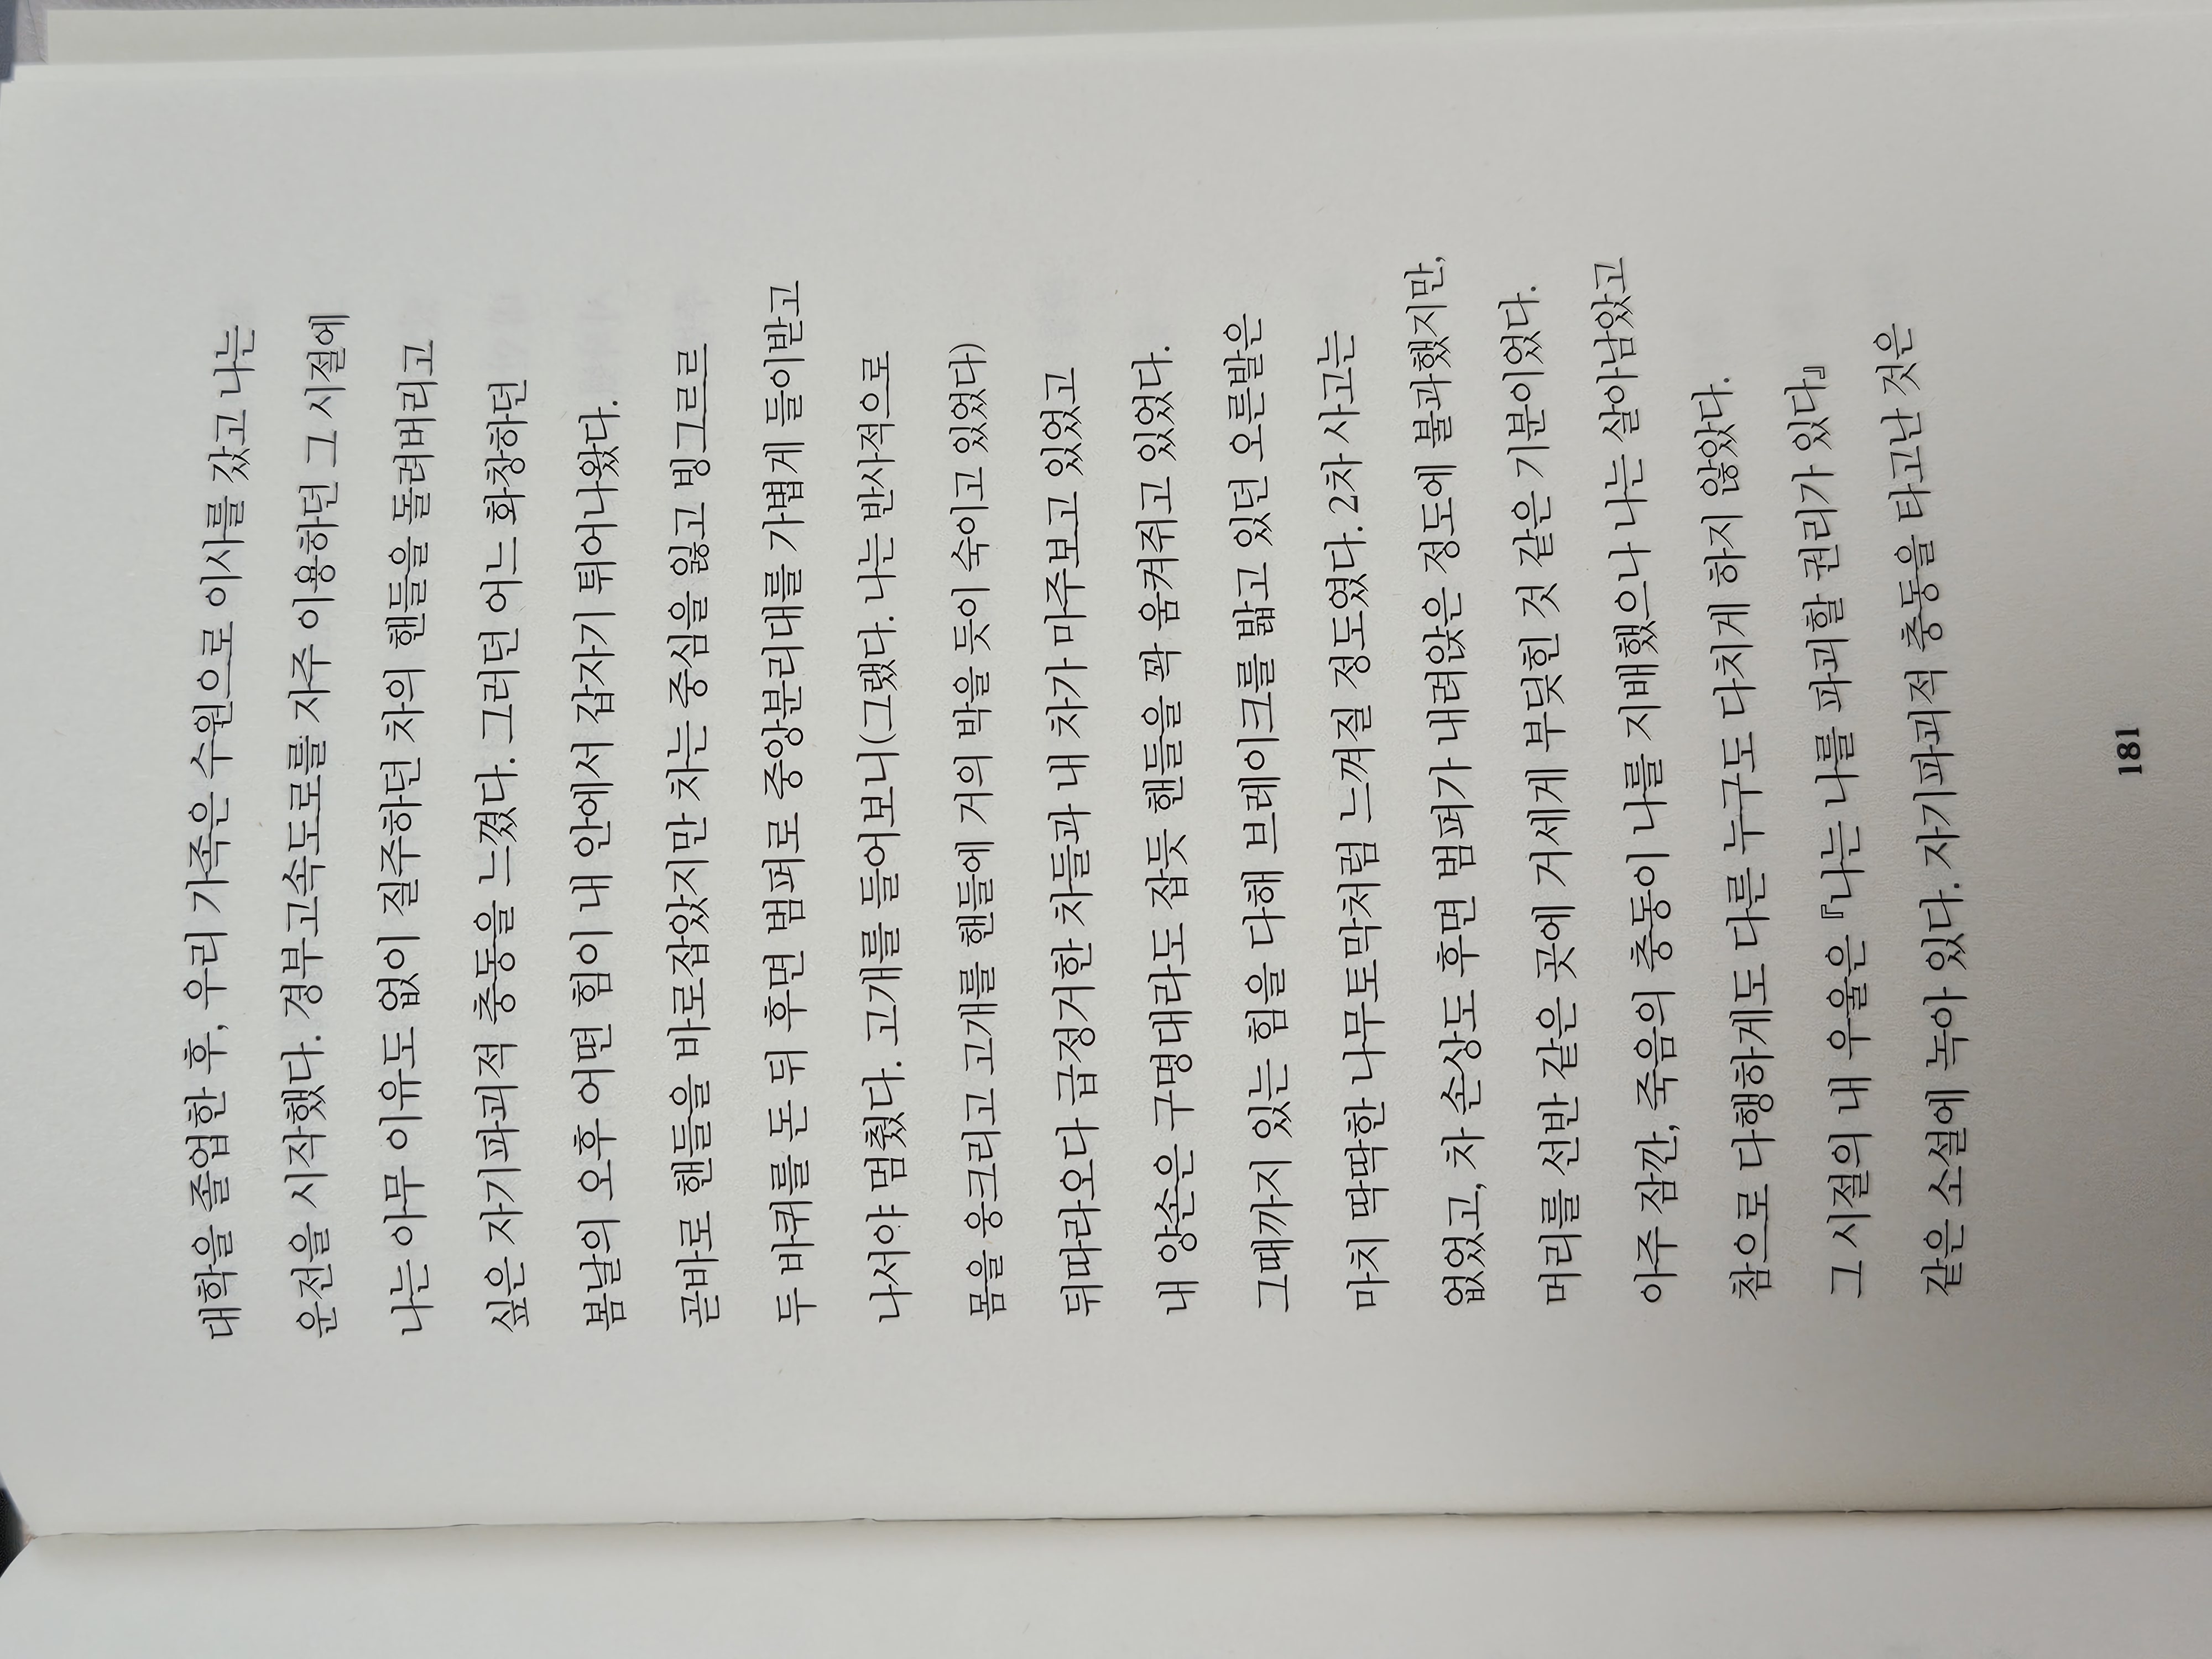 대학을 졸업한 후, 우리 가족은 수원으로 이사를 갔고 나는
운전을 시작했다. 경부고속도로를 자주 이용하던 그 시절에
나는 아무 이유도 없이 질주하던 차의 핸들을 돌려버리고
싶은 자기파괴적 충동을 느꼈다. 그러던 어느 화창하던
봄날의 오후 어떤 힘이 내 안에서 갑자기 튀어나왔다.
곧바로 핸들을 바로잡았지만 차는 중심을 잃고 빙그르르
두 바퀴를 돈 뒤 후면 범퍼로 중앙분리대를 가볍게 들이받고
나서야 멈췄다. 고개를 들어보니(그랬다. 나는 반사적으로
몸을 웅크리고 고개를 핸들에 거의 박을 듯이 숙이고 있었다)
뒤따라오다 급정거한 차들과 내 차가 마주보고 있었고
내 양손은 구명대라도 잡듯 핸들을 꽉 움켜쥐고 있었다.
그때까지 있는 힘을 다해 브레이크를 밟고 있던 오른발은
마치 딱딱한 나무토막처럼 느껴질 정도였다. 2차 사고는
없었고, 차 손상도 후면 범퍼가 내려앉은 정도에 불과했지만,
머리를 선반 같은 곳에 거세게 부딪힌 것 같은 기분이었다.
아주 잠깐, 죽음의 충동이 나를 지배했으나 나는 살아남았고
참으로 다행하게도 다른 누구도 다치게 하지 않았다.
그 시절의 내 우울은 『나는 나를 파괴할 권리가 있다』
같은 소설에 녹아 있다. 자기파괴적 충동을 타고난 것은
181